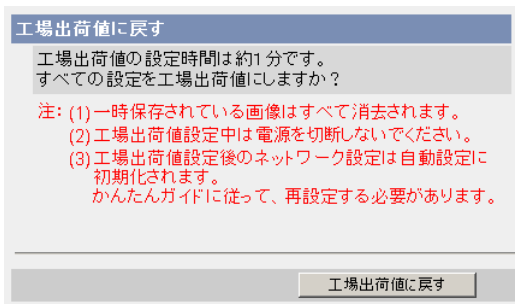 工場出荷値に戻す
工場出荷値の設定時間は約1分です。
すべての設定を工場出荷値にしますか？
注：(1)一時保存されている画像はすべて消去されます。
(2)工場出荷値設定中は電源を切断しないでください。
(3)工場出荷値設定後のネットワーク設定は自動設定に
初期化されます。
かんたんガイドに従って、再設定する必要があります。
工場出荷値に戻す